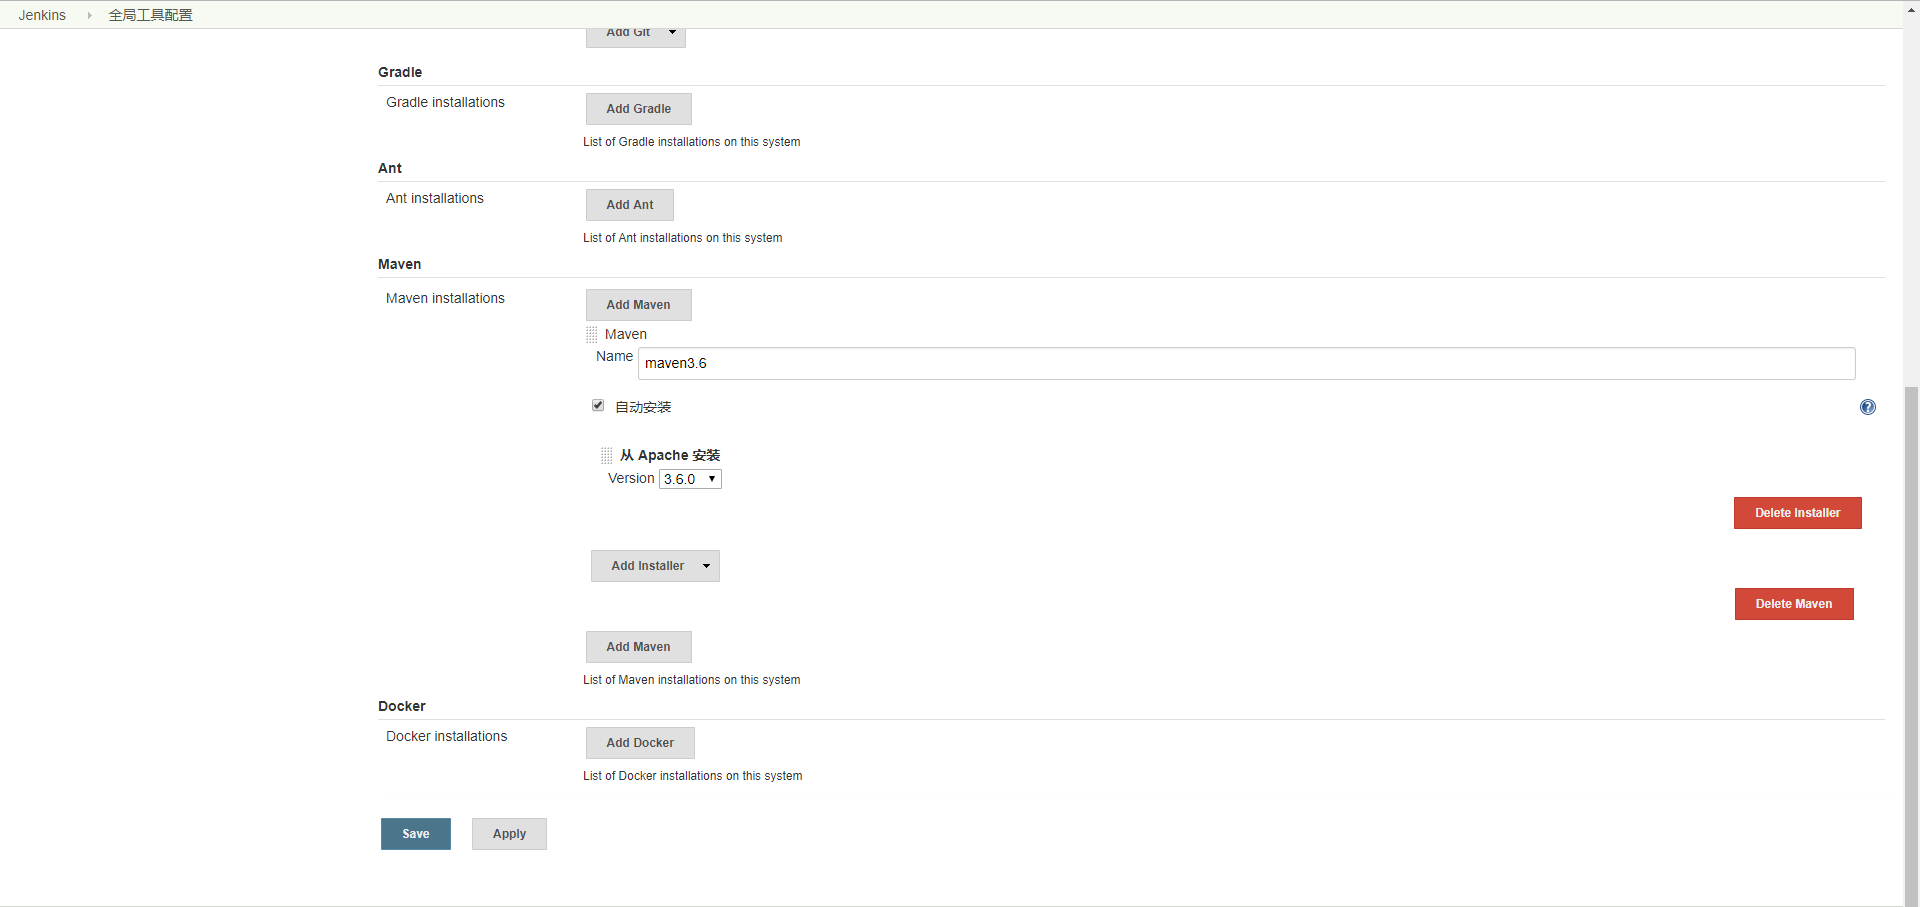 Jenkins 全局工具配置
Add Git
Gradle
Gradle installations
Add Gradle
List of Gradle installations on this system
Ant
Ant installations
Add Ant
List of Ant installations on this system
Maven
Maven installations
Add Maven
Maven
Name maven3.6
自动安装
从 Apache 安装
Version 3.6.0
Delete Installer
Add Installer
Delete Maven
Add Maven
List of Maven installations on this system
Docker
Docker installations
Add Docker
List of Docker installations on this system
Save Apply